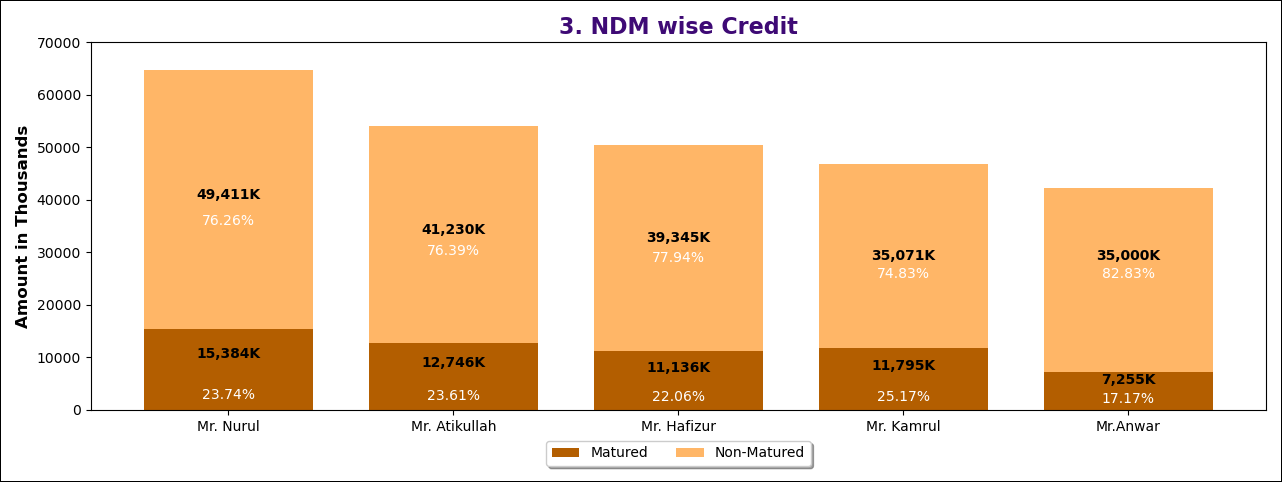 3. NDM wise Credit
Amount in Thousands
70000
60000
50000
40000
30000
20000
10000
0
49,411K
76.26%
15,384K
23.74%
41,230K
76.39%
12,746K
23.61%
39,345K
77.94%
11,136K
22.06%
35,071K
74.83%
11,795K
25.17%
35,000K
82.83%
7,255K
17.17%
Mr. Nurul
Mr. Atikullah
Mr. Hafizur
Mr. Kamrul
Mr.Anwar
Matured
Non-Matured